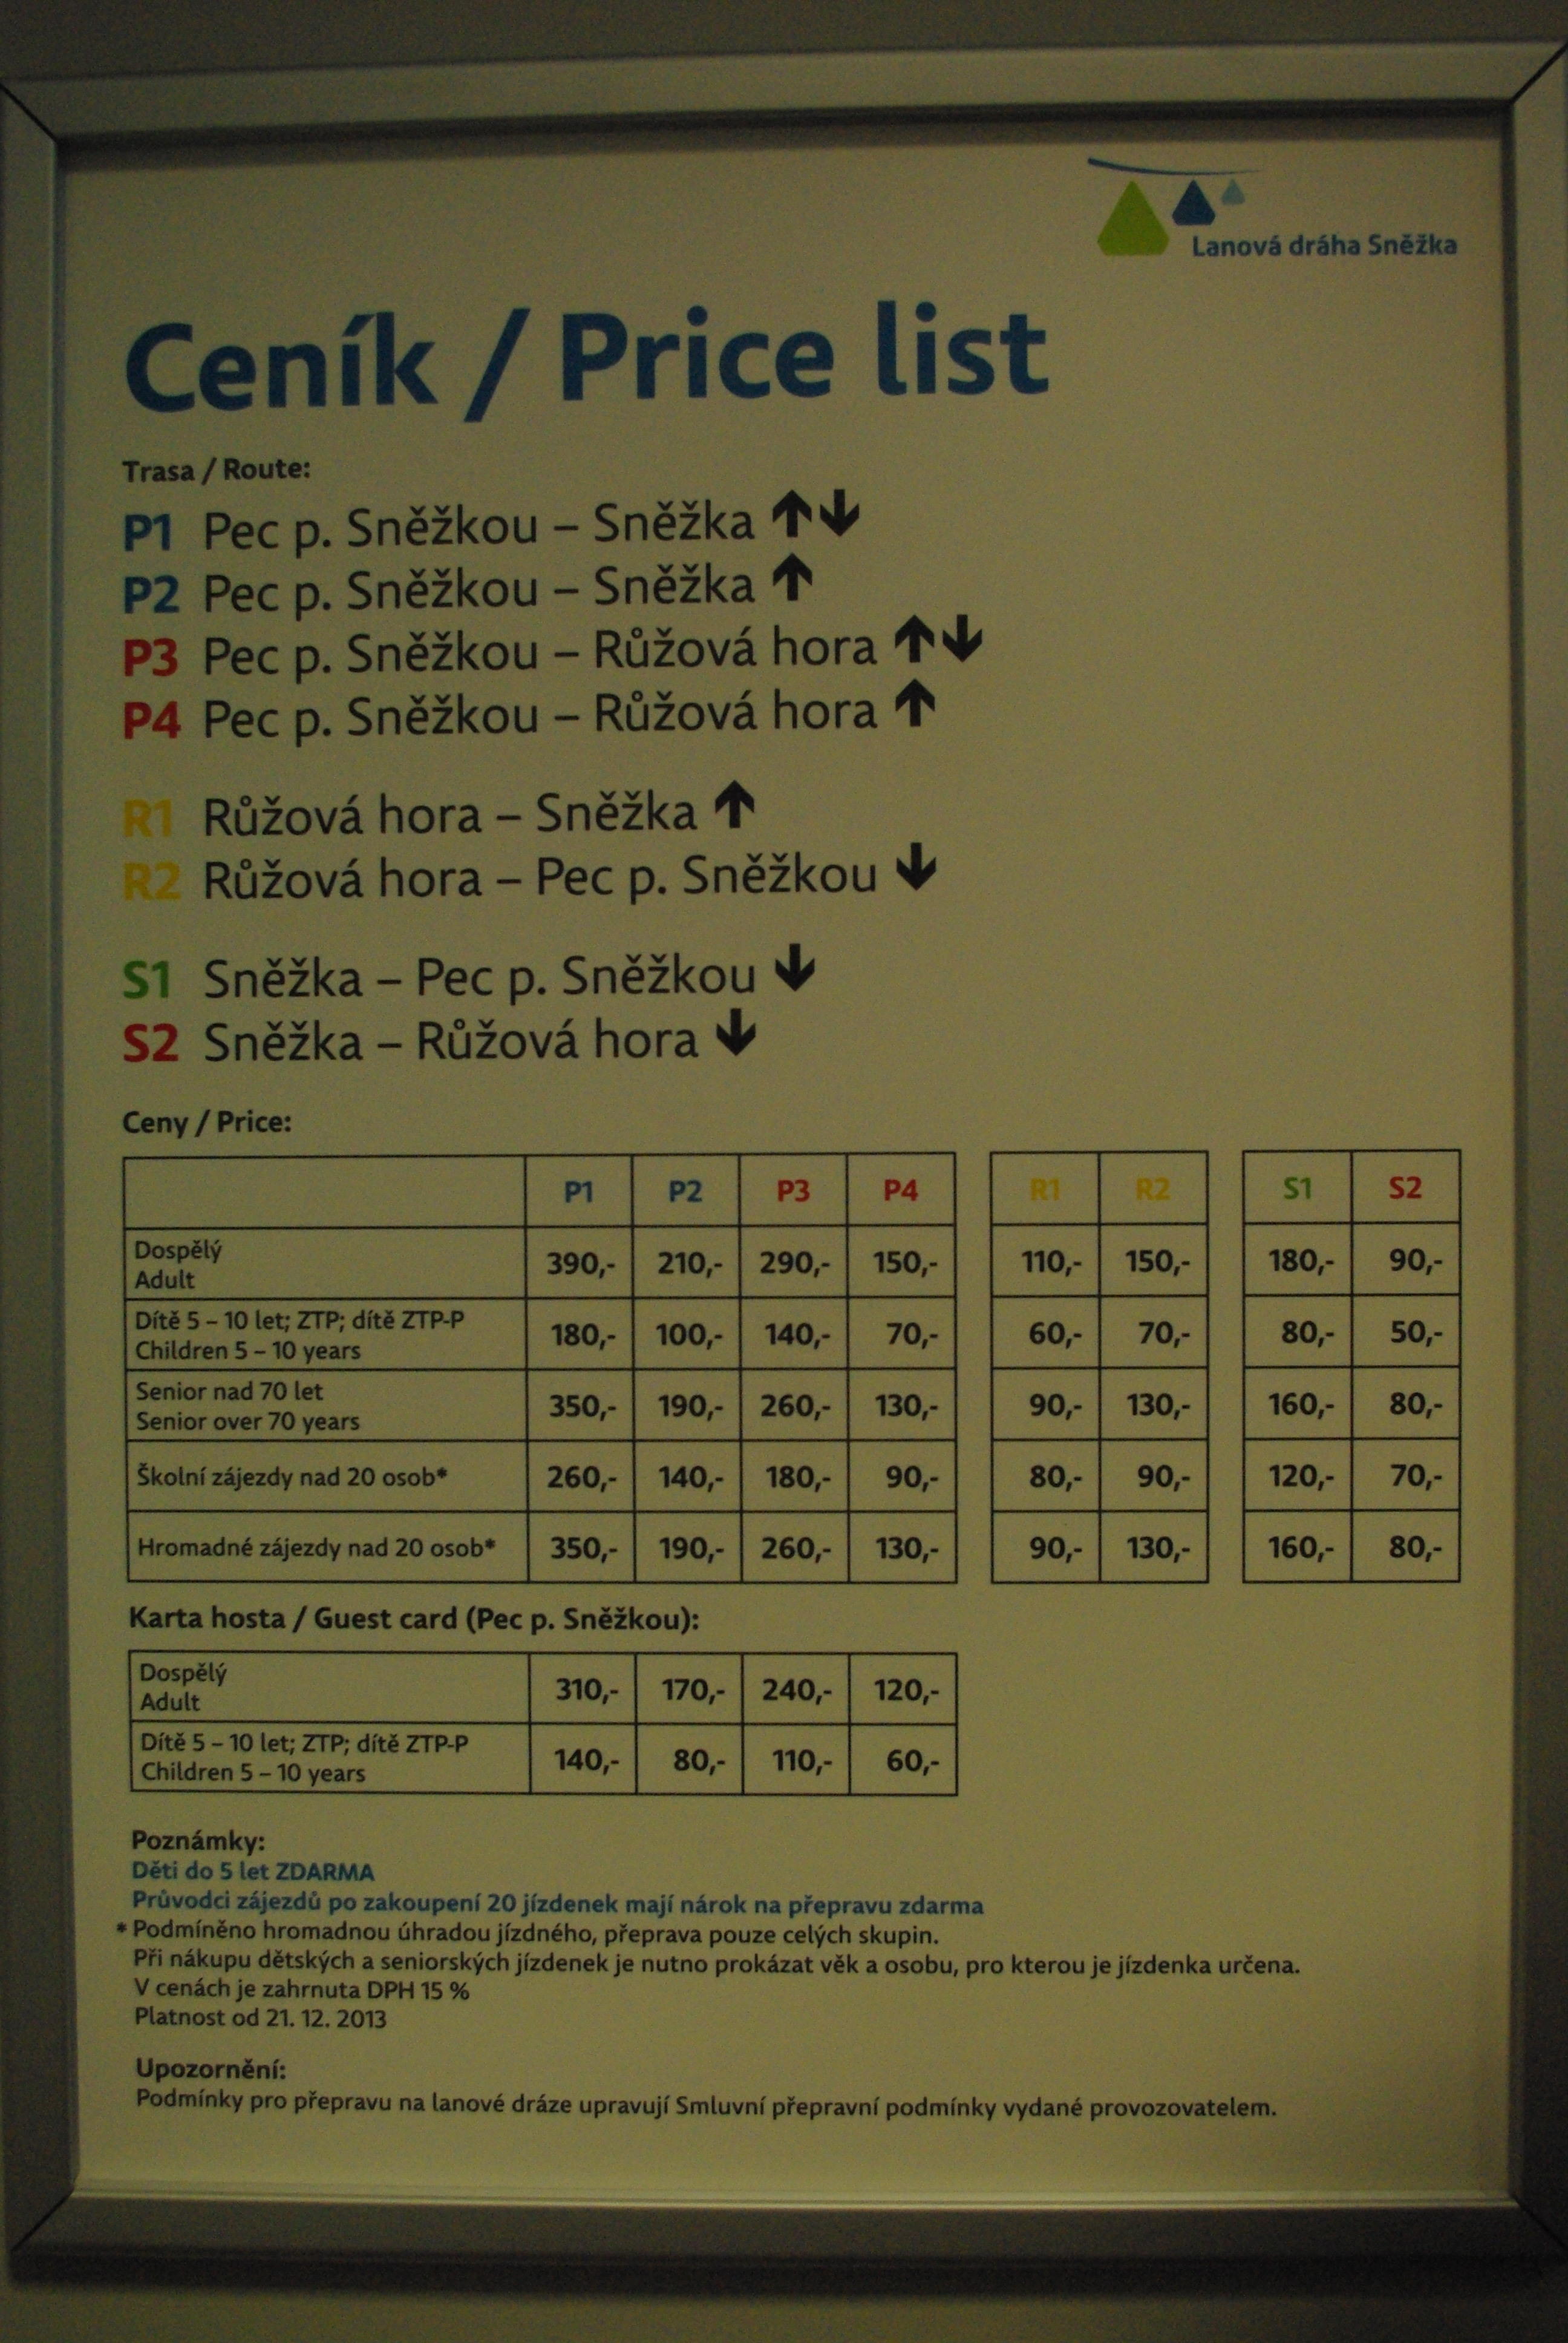 Lanová dráha Sněžka
Ceník / Price list
Trasa / Route:
P1 Pec p. Sněžkou – Sněžka ↑↓
P2 Pec p. Sněžkou – Sněžka ↑
P3 Pec p. Sněžkou – Růžová hora ↑↓
P4 Pec p. Sněžkou – Růžová hora ↑
R1 Růžová hora – Sněžka ↑
R2 Růžová hora – Pec p. Sněžkou ↓
S1 Sněžka – Pec p. Sněžkou ↓
S2 Sněžka – Růžová hora ↓
Ceny / Price:
P1 P2 P3 P4 R1 R2 S1 S2
Dospělý
Adult
390,- 210,- 290,- 150,- 110,- 150,- 180,- 90,-
Dítě 5 – 10 let; ZTP; dítě ZTP-P
Children 5 – 10 years
180,- 100,- 140,- 70,- 60,- 70,- 80,- 50,-
Senior nad 70 let
Senior over 70 years
350,- 190,- 260,- 130,- 90,- 130,- 160,- 80,-
Školní zájezdy nad 20 osob* 260,- 140,- 180,- 90,- 80,- 90,- 120,- 70,-
Hromadné zájezdy nad 20 osob* 350,- 190,- 260,- 130,- 90,- 130,- 160,- 80,-
Karta hosta / Guest card (Pec p. Sněžkou):
Dospělý
Adult
310,- 170,- 240,- 120,-
Dítě 5 – 10 let; ZTP; dítě ZTP-P
Children 5 – 10 years
140,- 80,- 110,- 60,-
Poznámky:
Děti do 5 let ZDARMA
Průvodci zájezdů po zakoupení 20 jízdenek mají nárok na přepravu zdarma
* Podmíněno hromadnou úhradou jízdného, přeprava pouze celých skupin.
Při nákupu dětských a seniorských jízdenek je nutno prokázat věk a osobu, pro kterou je jízdenka určena.
V cenách je zahrnuta DPH 15 %
Platnost od 21. 12. 2013
Upozornění:
Podmínky pro přepravu na lanové dráze upravují Smluvní přepravní podmínky vydané provozovatelem.